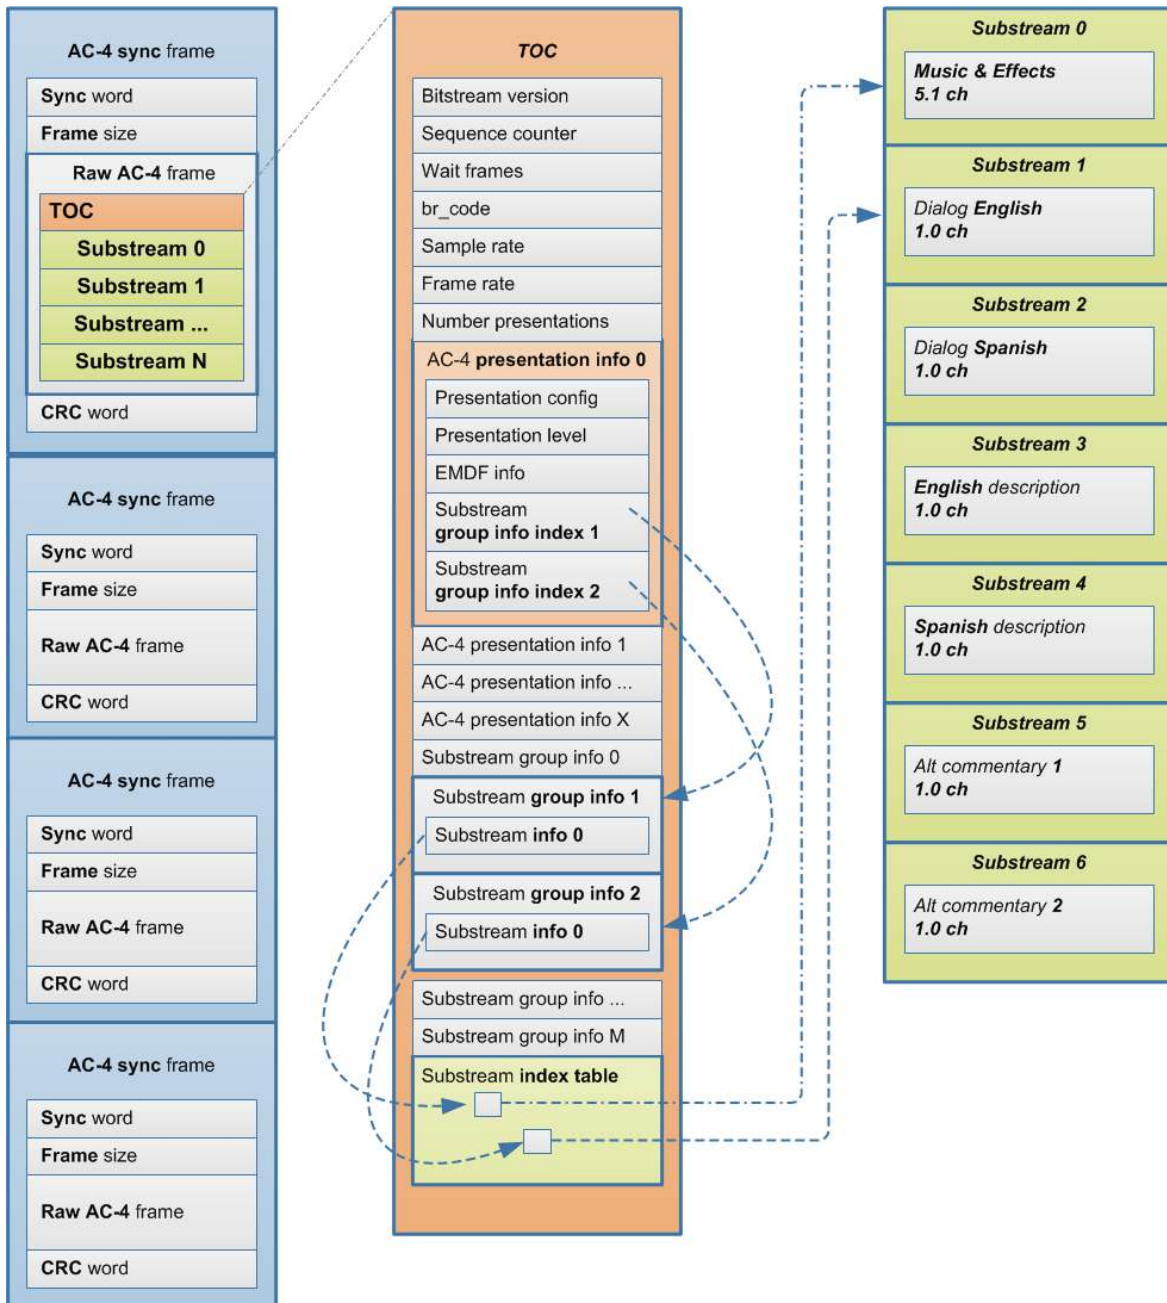 AC-4 sync frame
Sync word
Frame size
Raw AC-4 frame
TOC
Substream 0
Substream 1
Substream ...
Substream N
CRC word
AC-4 sync frame
Sync word
Frame size
Raw AC-4 frame
CRC word
AC-4 sync frame
Sync word
Frame size
Raw AC-4 frame
CRC word
AC-4 sync frame
Sync word
Frame size
Raw AC-4 frame
CRC word
TOC
Bitstream version
Sequence counter
Wait frames
br_code
Sample rate
Frame rate
Number presentations
AC-4 presentation info 0
Presentation config
Presentation level
EMDF info
Substream
group info index 1
Substream
group info index 2
AC-4 presentation info 1
AC-4 presentation info ...
AC-4 presentation info X
Substream group info 0
Substream group info 1
Substream info 0
Substream group info 2
Substream info 0
Substream group info ...
Substream group info M
Substream index table
Substream 0
Music & Effects
5.1 ch
Substream 1
Dialog English
1.0 ch
Substream 2
Dialog Spanish
1.0 ch
Substream 3
English description
1.0 ch
Substream 4
Spanish description
1.0 ch
Substream 5
Alt commentary 1
1.0 ch
Substream 6
Alt commentary 2
1.0 ch